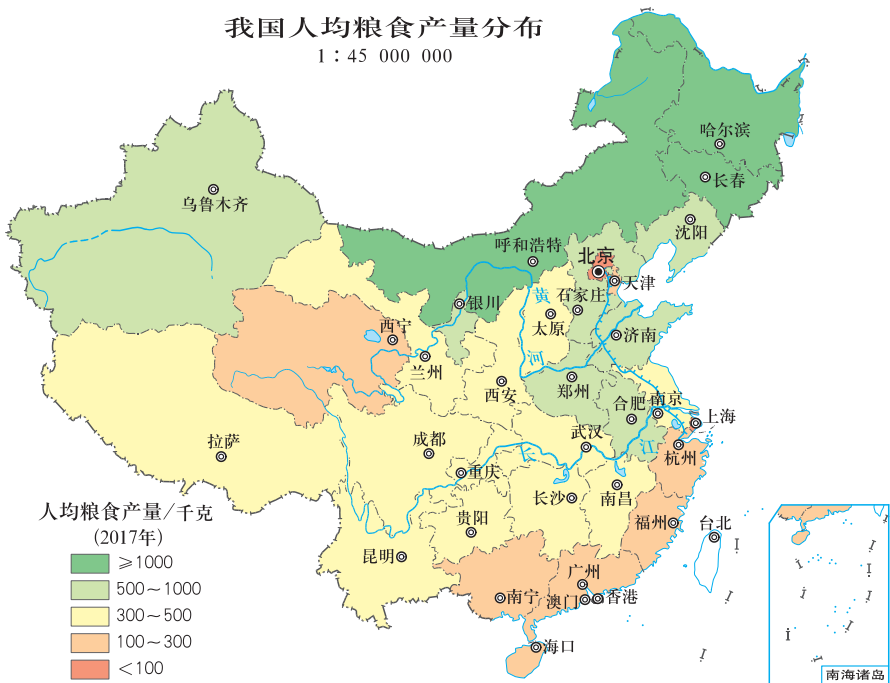 我国人均粮食产量分布
1∶45 000 000
哈尔滨
长春
乌鲁木齐
沈阳
呼和浩特
北京
天津
银川
黄
石家庄
太原
济南
西宁
河
兰州
西安
郑州
合肥
南京
上海
拉萨
成都
武汉
江
杭州
长
重庆
长沙
南昌
人均粮食产量/千克
(2017年)
贵阳
福州
台北
≥1000
昆明
500～1000
广州
300～500
南宁
澳门
香港
100～300
海口
<100
南海诸岛